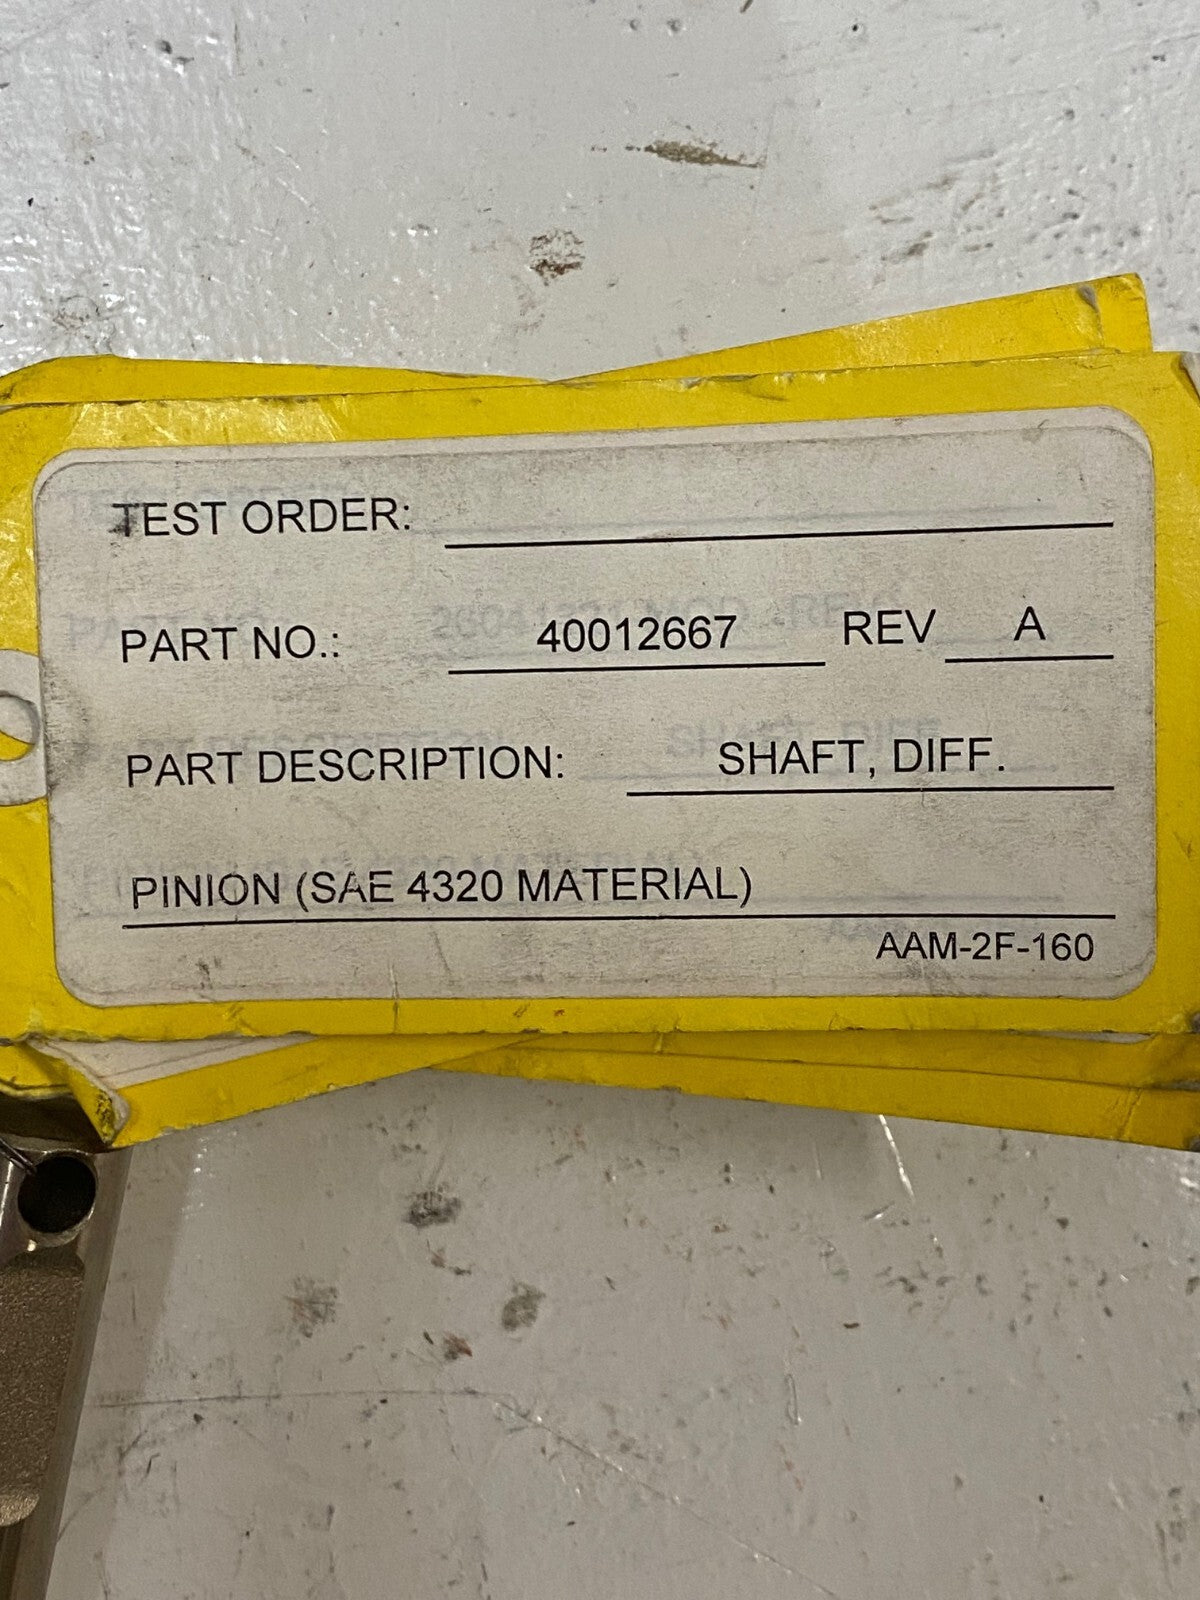 TEST ORDER:
PART NO.: 40012667 REV A
PART DESCRIPTION: SHAFT, DIFF.
PINION (SAE 4320 MATERIAL)
AAM-2F-160